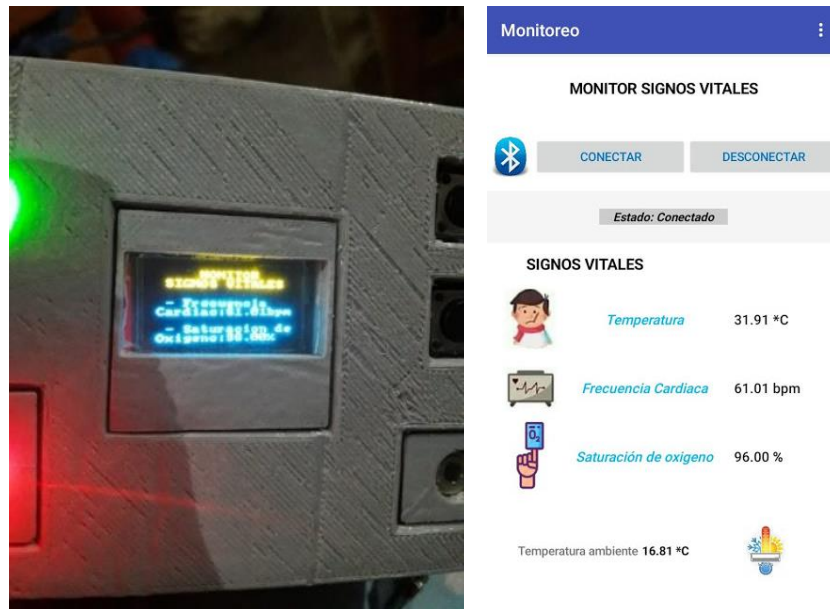 MONITOR
SIGNOS VITALES
- Frecuencia
Cardiac:61.01bpm
- Saturacion de
Oxigeno:96.00%
Monitoreo
MONITOR SIGNOS VITALES
CONECTAR DESCONECTAR
Estado: Conectado
SIGNOS VITALES
Temperatura 31.91 *C
Frecuencia Cardiaca 61.01 bpm
O2
Saturación de oxigeno 96.00 %
Temperatura ambiente 16.81 *C